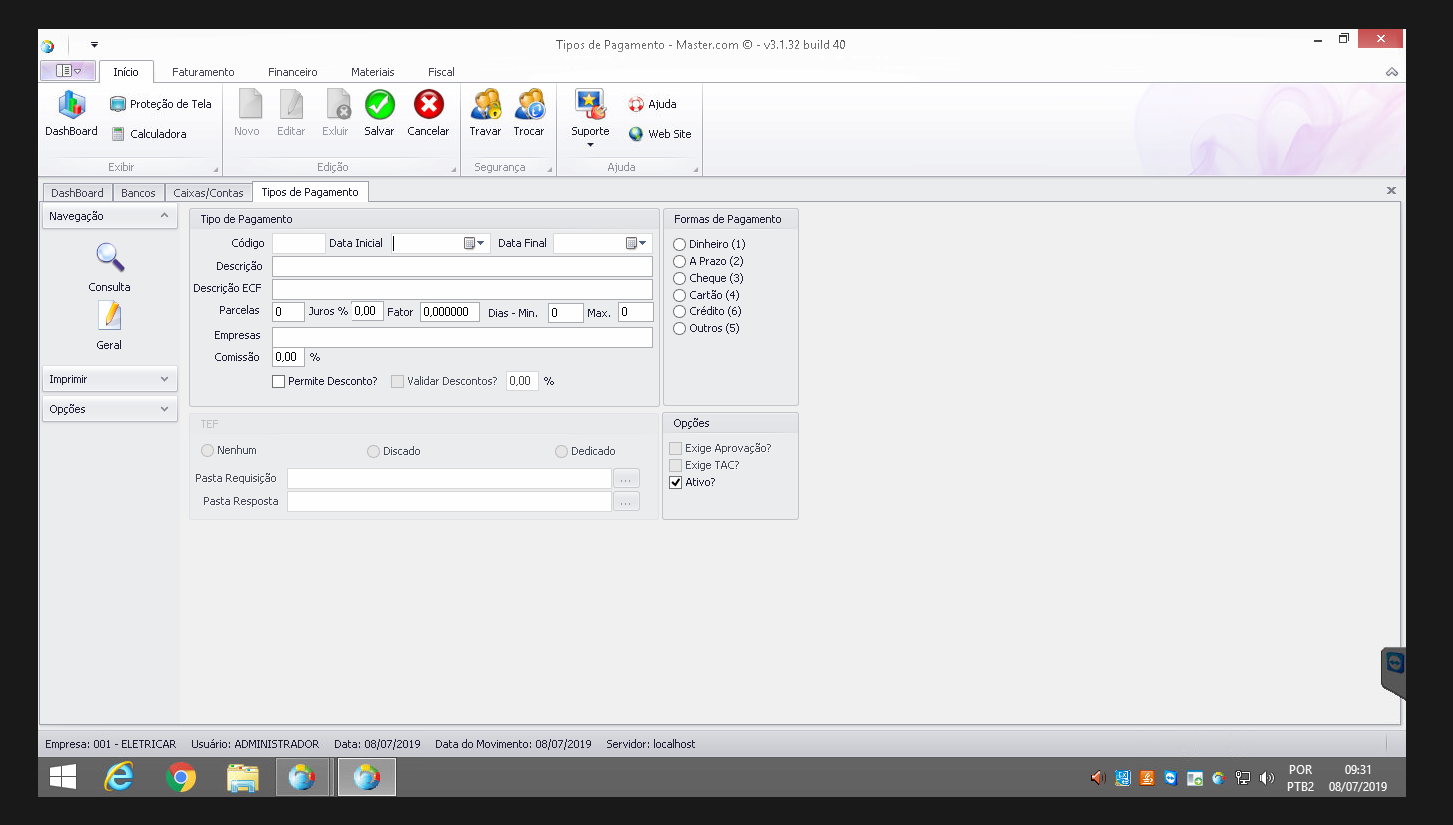 Tipos de Pagamento - Master.com © - v3.1.32 build 40
Início Faturamento Financeiro Materiais Fiscal
DashBoard
Proteção de Tela
Calculadora
Exibir
Novo Editar Exluir Salvar Cancelar
Edição
Travar Trocar
Segurança
Suporte
Ajuda
Web Site
Ajuda
DashBoard Bancos Caixas/Contas Tipos de Pagamento
Navegação
Consulta
Geral
Imprimir
Opções
Tipo de Pagamento
Código Data Inicial Data Final
Descrição
Descrição ECF
Parcelas 0 Juros % 0,00 Fator 0,000000 Dias - Min. 0 Max. 0
Empresas
Comissão 0,00 %
Permite Desconto? Validar Descontos? 0,00 %
Formas de Pagamento
Dinheiro (1)
A Prazo (2)
Cheque (3)
Cartão (4)
Crédito (6)
Outros (5)
TEF
Nenhum Discado Dedicado
Pasta Requisição ...
Pasta Resposta ...
Opções
Exige Aprovação?
Exige TAC?
Ativo?
Empresa: 001 - ELETRICAR Usuário: ADMINISTRADOR Data: 08/07/2019 Data do Movimento: 08/07/2019 Servidor: localhost
POR 09:31
PTB2 08/07/2019